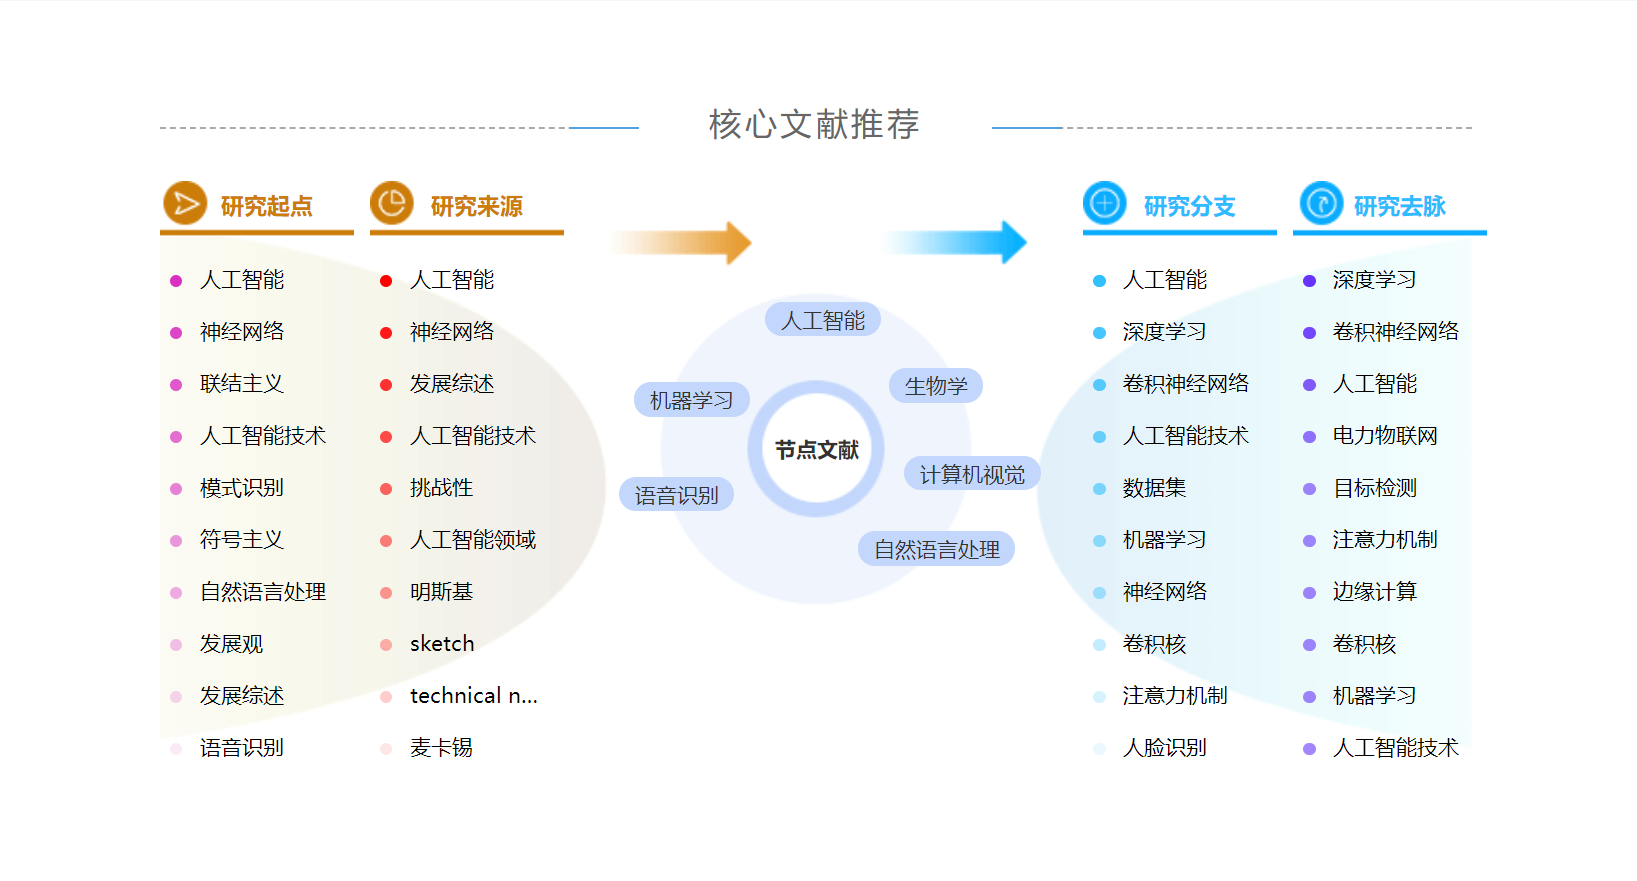 核心文献推荐
研究起点
人工智能
神经网络
联结主义
人工智能技术
模式识别
符号主义
自然语言处理
发展观
发展综述
语音识别
研究来源
人工智能
神经网络
发展综述
人工智能技术
挑战性
人工智能领域
明斯基
sketch
technical n...
麦卡锡
人工智能
生物学
机器学习
节点文献
计算机视觉
语音识别
自然语言处理
研究分支
人工智能
深度学习
卷积神经网络
人工智能技术
数据集
机器学习
神经网络
卷积核
注意力机制
人脸识别
研究去脉
深度学习
卷积神经网络
人工智能
电力物联网
目标检测
注意力机制
边缘计算
卷积核
机器学习
人工智能技术